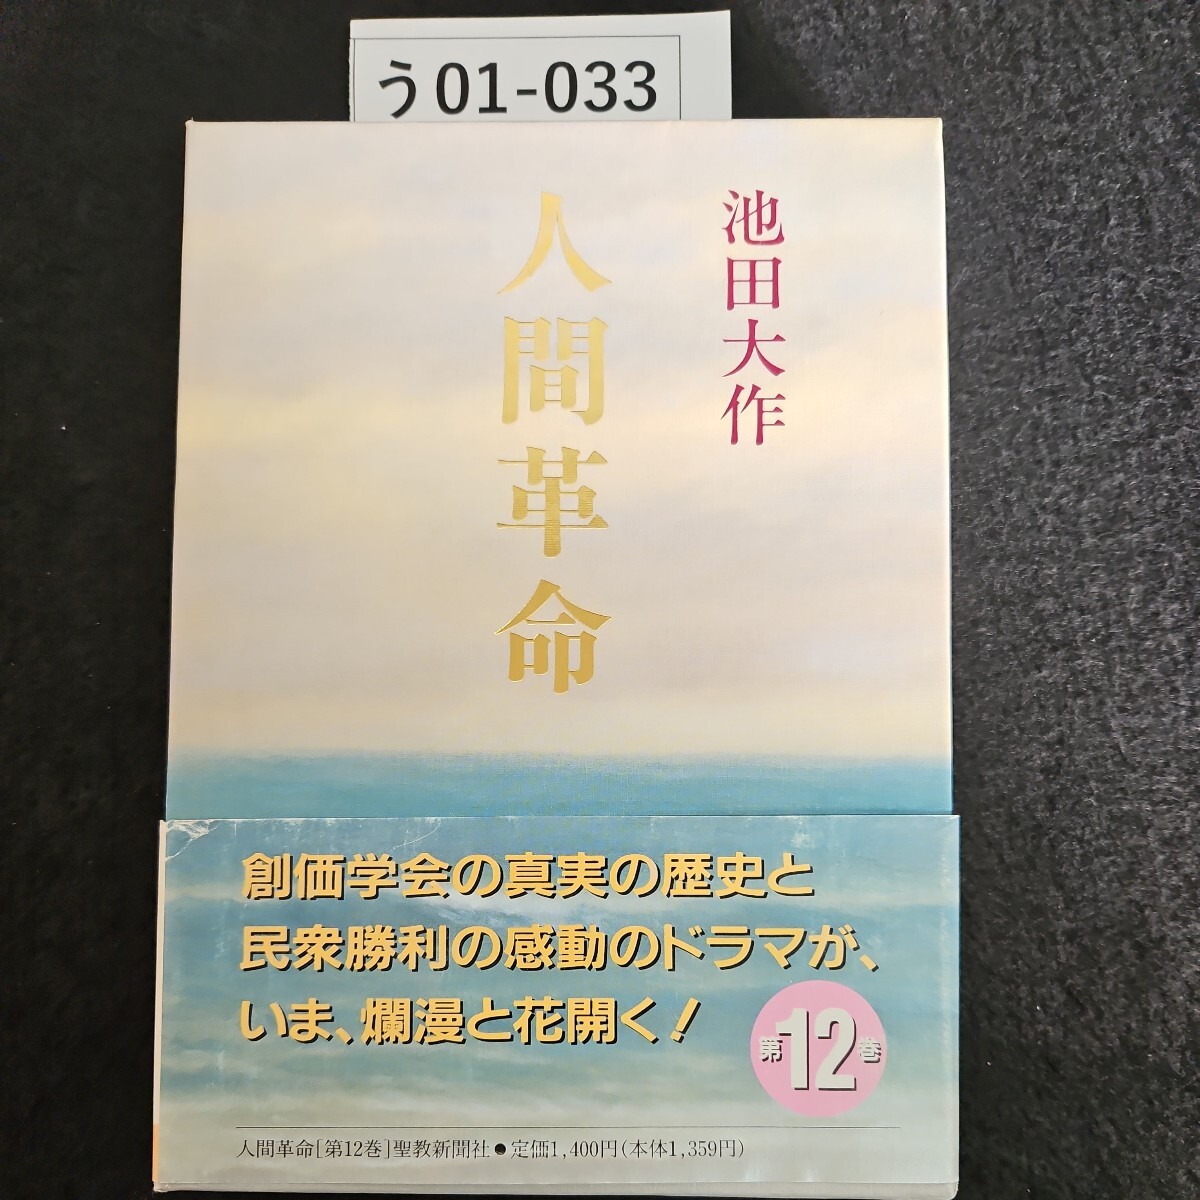 う01-033
池田大作
人間革命
創価学会の真実の歴史と
民衆勝利の感動のドラマが、
いま、爛漫と花開く!
第12巻
人間革命[第12巻]聖教新聞社●定価1,400円(本体1,359円)